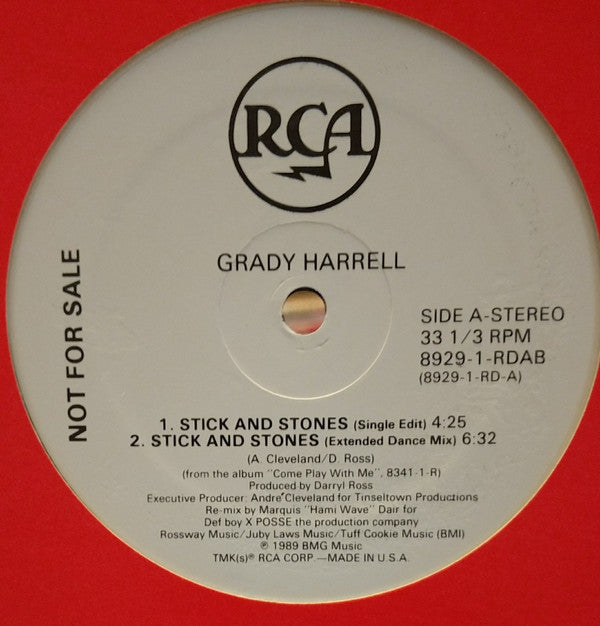 RCA
GRADY HARRELL
NOT FOR SALE
SIDE A-STEREO
33 1/3 RPM
8929-1-RDAB
(8929-1-RD-A)
1. STICK AND STONES (Single Edit) 4:25
2. STICK AND STONES (Extended Dance Mix) 6:32
(A. Cleveland/D. Ross)
(from the album "Come Play With Me", 8341-1-R)
Produced by Darryl Ross
Executive Producer: Andre' Cleveland for Tinseltown Productions
Re-mix by Marquis "Hami Wave" Dair for
Def boy X POSSE the production company
Rossway Music/Juby Laws Music/Tuff Cookie Music (BMI)
℗ 1989 BMG Music
TMK(s)® RCA CORP.—MADE IN U.S.A.